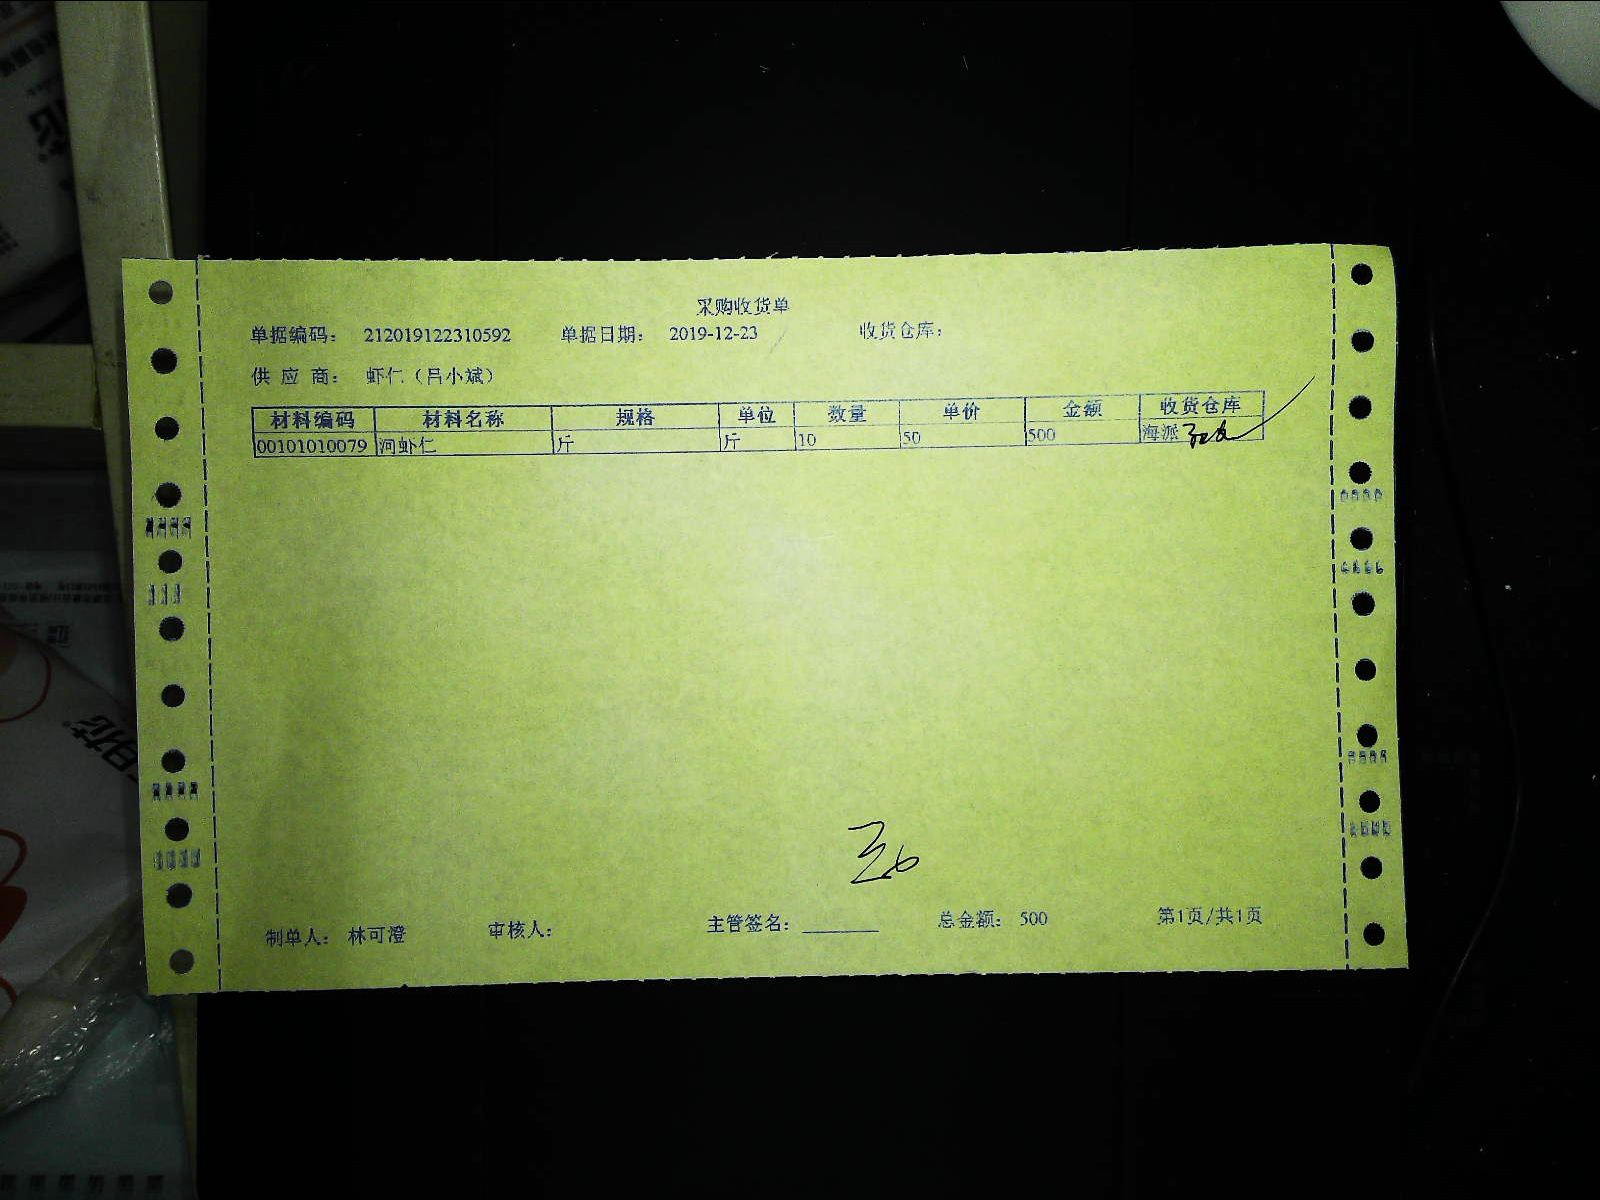 采购收货单
单据编码： 212019122310592 单据日期： 2019-12-23 收货仓库：
供 应 商： 虾仁（吕小斌）
材料编码 材料名称 规格 单位 数量 单价 金额 收货仓库
00101010079 河虾仁 斤 斤 10 50 500 海派
制单人： 林可澄 审核人： 主管签名： 总金额： 500 第1页/共1页